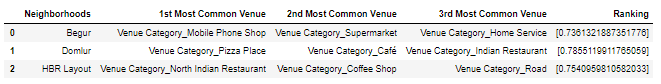 Neighborhoods 1st Most Common Venue 2nd Most Common Venue 3rd Most Common Venue Ranking
0 Begur Venue Category_Mobile Phone Shop Venue Category_Supermarket Venue Category_Home Service [0.7361321887351776]
1 Domlur Venue Category_Pizza Place Venue Category_Café Venue Category_Indian Restaurant [0.7855119911765059]
2 HBR Layout Venue Category_North Indian Restaurant Venue Category_Coffee Shop Venue Category_Road [0.7540959810582033]